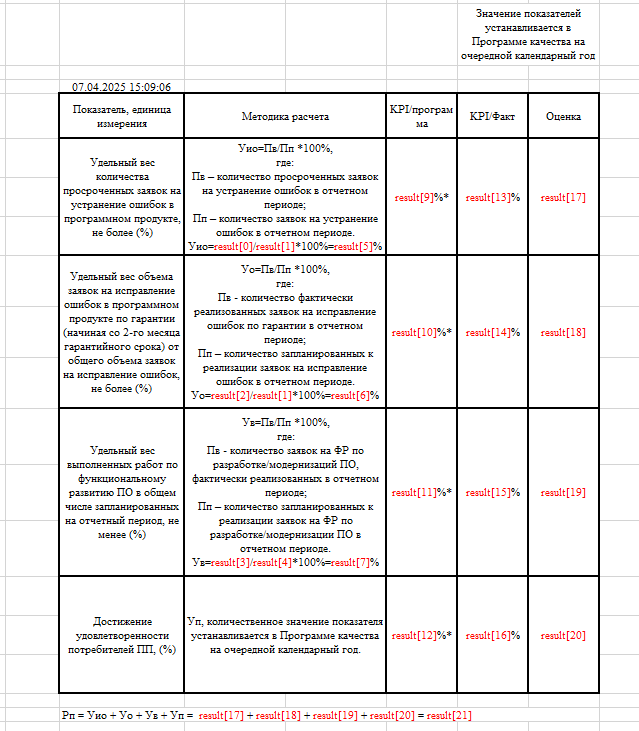 Значение показателей
устанавливается в
Программе качества на
очередной календарный год
07.04.2025 15:09:06
Показатель, единица
измерения
Методика расчета
KPI/програм
ма
KPI/Факт
Оценка
Удельный вес
количества
просроченных заявок на
устранение ошибок в
программном продукте,
не более (%)
Уио=Пв/Пп *100%,
где:
Пв – количество просроченных заявок
на устранение ошибок в отчетном
периоде;
Пп – количество заявок на устранение
ошибок в отчетном периоде.
Уио=result[0]/result[1]*100%=result[5]%
result[9]%*
result[13]%
result[17]
Удельный вес объема
заявок на исправление
ошибок в программном
продукте по гарантии
(начиная со 2-го месяца
гарантийного срока) от
общего объема заявок
на исправление ошибок,
не более (%)
Уо=Пв/Пп *100%,
где:
Пв - количество фактически
реализованных заявок на исправление
ошибок по гарантии в отчетном
периоде;
Пп – количество запланированных к
реализации заявок на исправление
ошибок в отчетном периоде.
Уо=result[2]/result[1]*100%=result[6]%
result[10]%*
result[14]%
result[18]
Удельный вес
выполненных работ по
функциональному
развитию ПО в общем
числе запланированных
на отчетный период, не
менее (%)
Ув=Пв/Пп *100%,
где:
Пв - количество заявок на ФР по
разработке/модернизаций ПО,
фактически реализованных в отчетном
периоде;
Пп – количество запланированных к
реализации заявок на ФР по
разработке/модернизации ПО в
отчетном периоде.
Ув=result[3]/result[4]*100%=result[7]%
result[11]%*
result[15]%
result[19]
Достижение
удовлетворенности
потребителей ПП, (%)
Уп, количественное значение показателя
устанавливается в Программе качества
на очередной календарный год.
result[12]%*
result[16]%
result[20]
Рп = Уио + Уо + Ув + Уп = result[17] + result[18] + result[19] + result[20] = result[21]